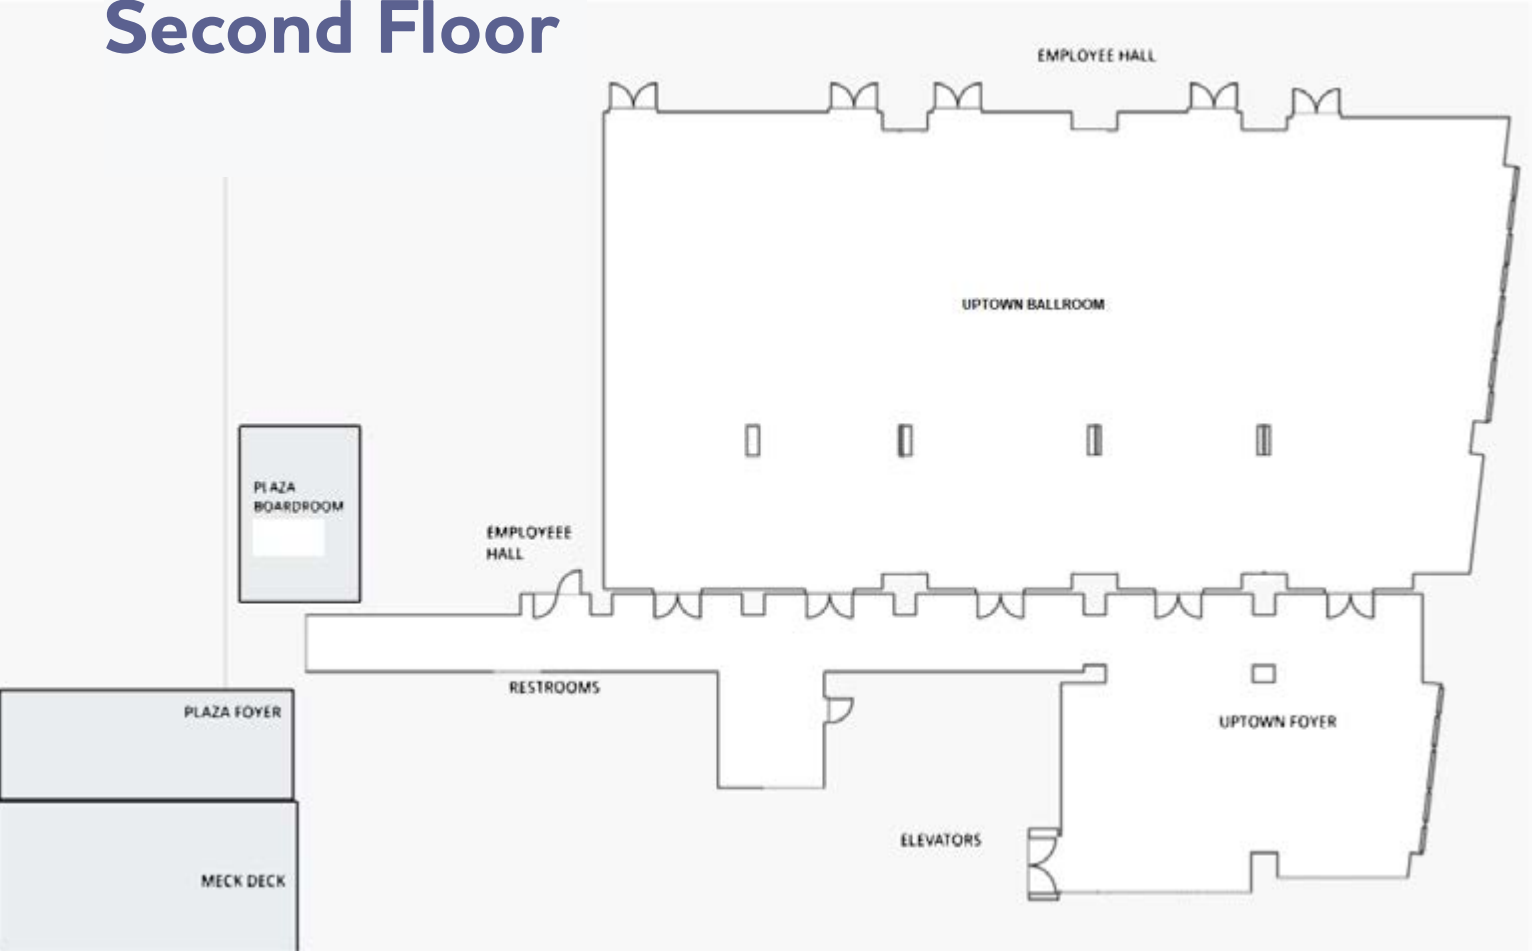 Second Floor
EMPLOYEE HALL
UPTOWN BALLROOM
PLAZA
BOARDROOM
EMPLOYEEE
HALL
RESTROOMS
PLAZA FOYER
UPTOWN FOYER
ELEVATORS
MECK DECK